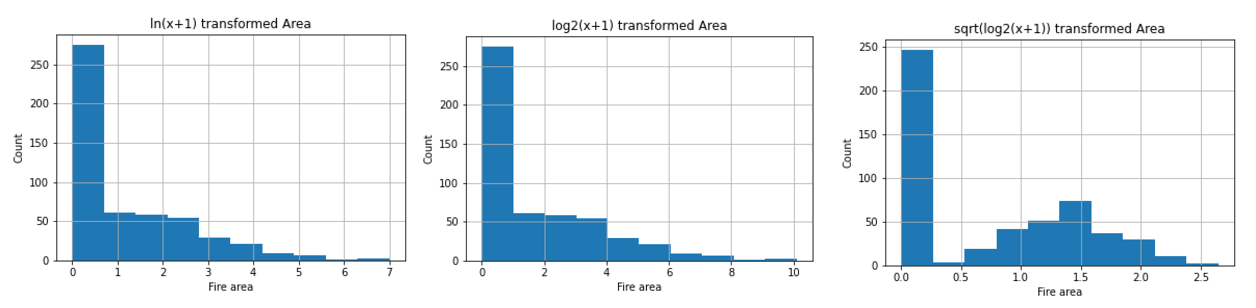 ln(x+1) transformed Area
250
200
150
100
50
0
Count
0 1 2 3 4 5 6 7
Fire area
log2(x+1) transformed Area
250
200
150
100
50
0
Count
0 2 4 6 8 10
Fire area
sqrt(log2(x+1)) transformed Area
250
200
150
100
50
0
Count
0.0 0.5 1.0 1.5 2.0 2.5
Fire area